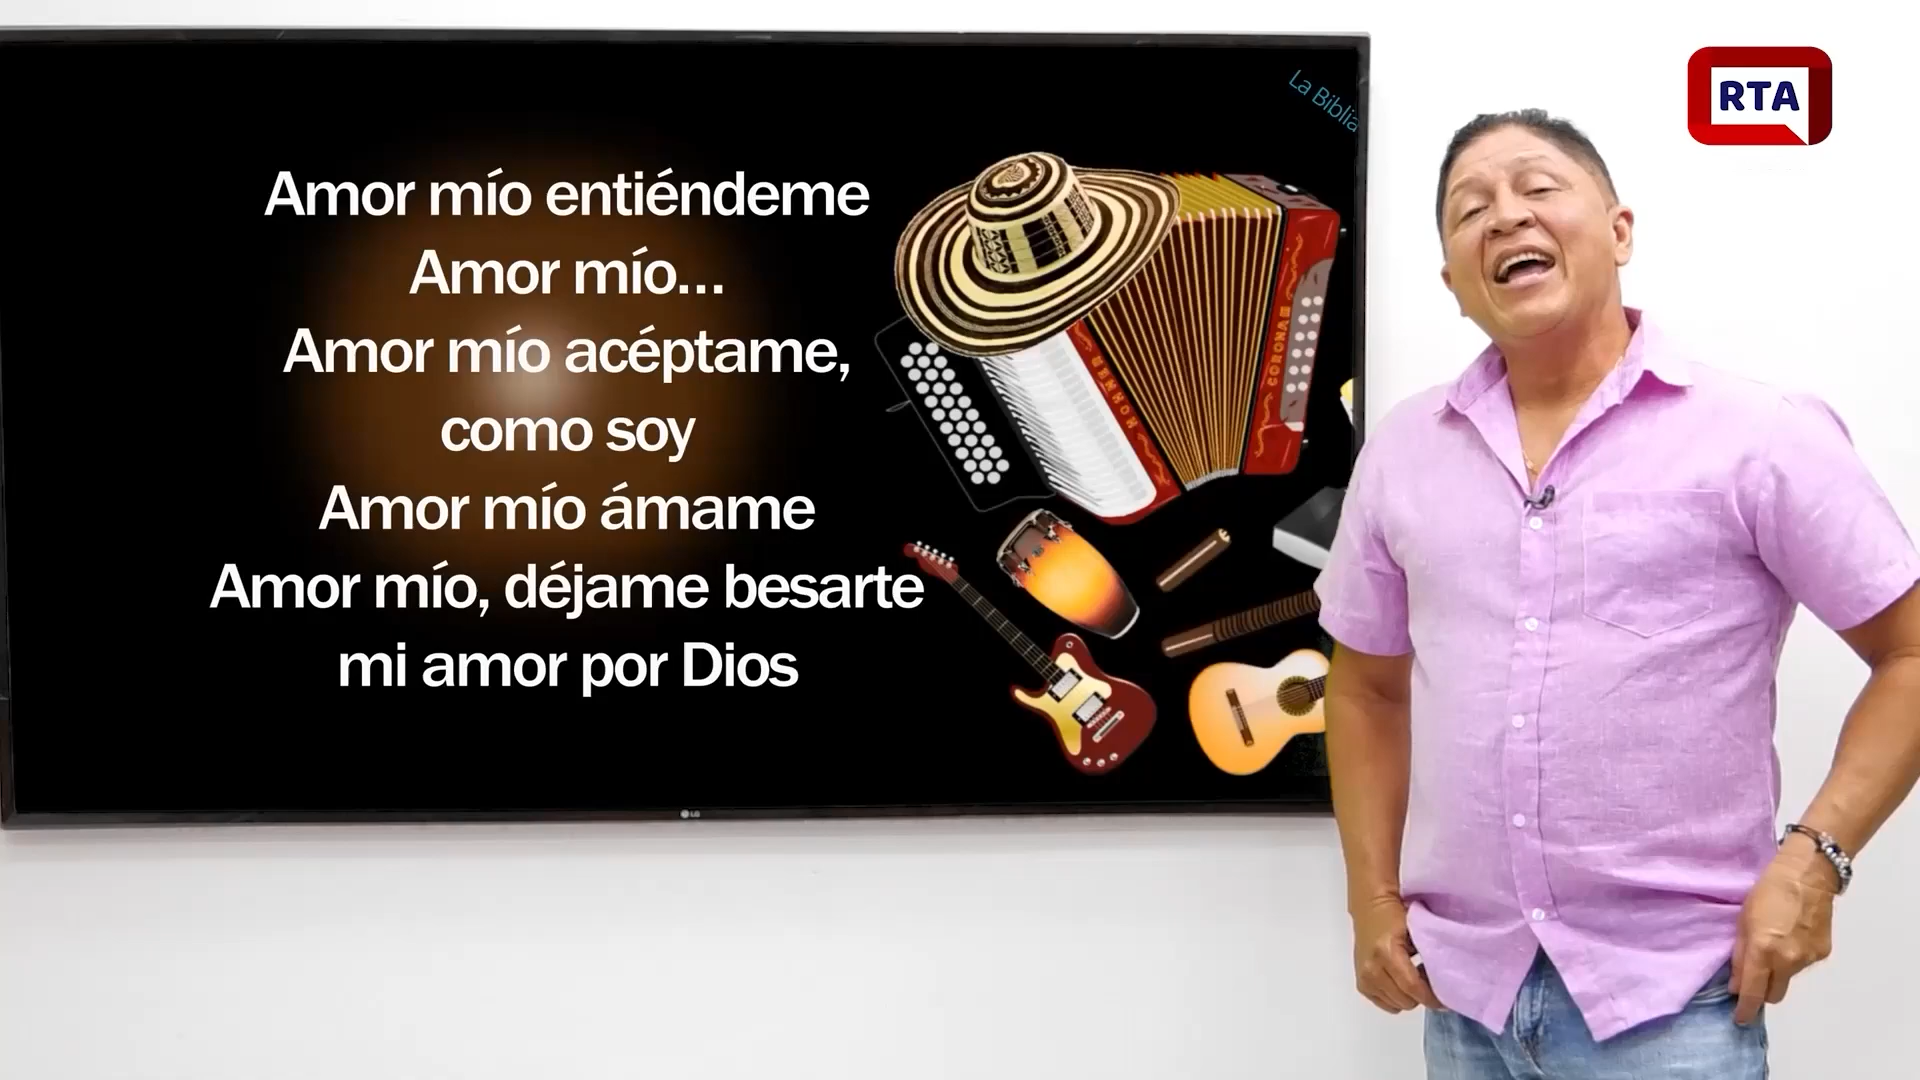 La Biblia
RTA
Amor mío entiéndeme
Amor mío...
Amor mío acéptame,
como soy
Amor mío ámame
Amor mío, déjame besarte
mi amor por Dios
HOHNER
CORONA III
LG